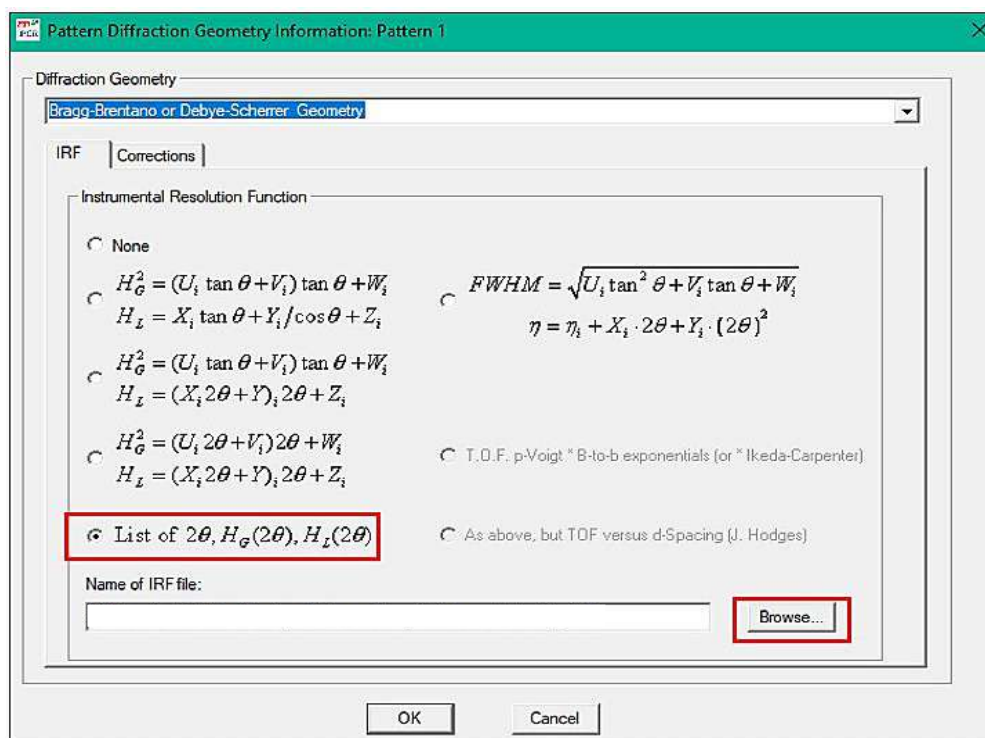 Pattern Diffraction Geometry Information: Pattern 1
Diffraction Geometry
Bragg-Brentano or Debye-Scherrer Geometry
IRF
Corrections
Instrumental Resolution Function
None
H_G^2 = (U_i tan θ + V_i) tan θ + W_i
H_L = X_i tan θ + Y_i/cos θ + Z_i
FWHM = √(U_i tan^2 θ + V_i tan θ + W_i)
η = η_i + X_i · 2θ + Y_i · (2θ)^2
H_G^2 = (U_i tan θ + V_i) tan θ + W_i
H_L = (X_i 2θ + Y)_i 2θ + Z_i
H_G^2 = (U_i 2θ + V_i) 2θ + W_i
H_L = (X_i 2θ + Y)_i 2θ + Z_i
T.O.F. p-Voigt * B-to-b exponentials (or * Ikeda-Carpenter)
List of 2θ, H_G(2θ), H_L(2θ)
As above, but TOF versus d-Spacing (J. Hodges)
Name of IRF file:
Browse...
OK
Cancel